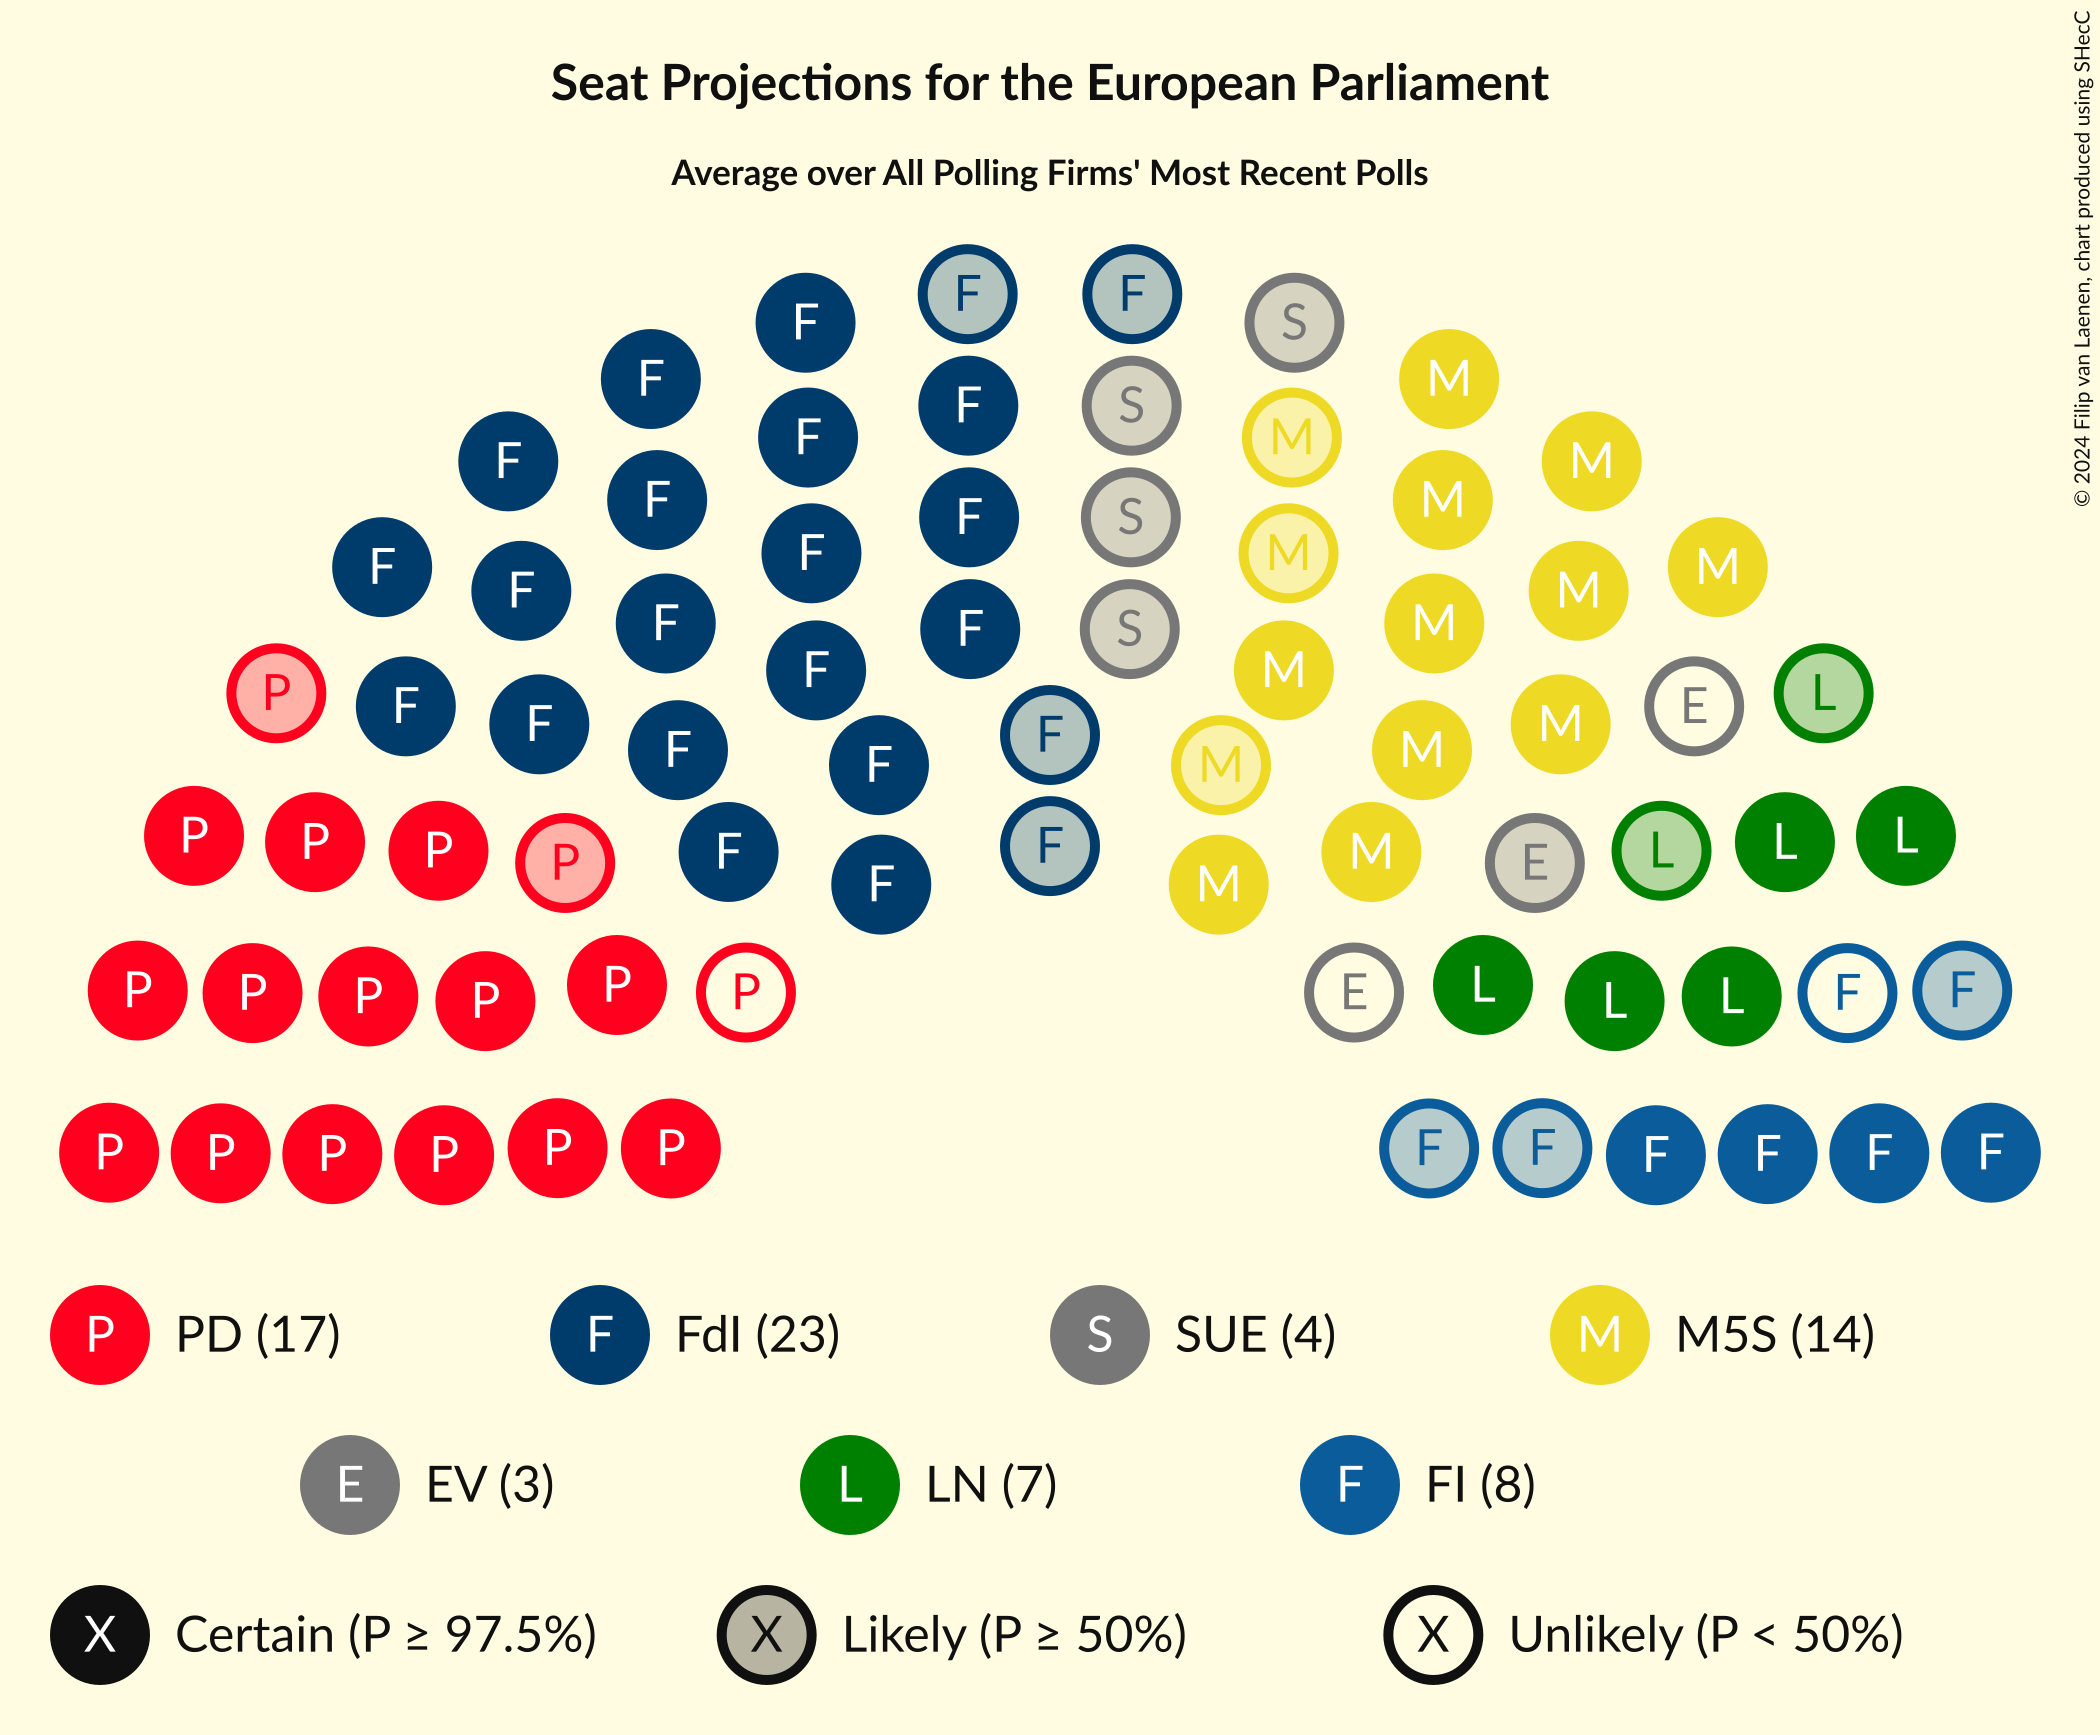 Seat Projections for the European Parliament
Average over All Polling Firms' Most Recent Polls
© 2024 Filip van Laenen, chart produced using SHecC
F F
F S
F M
F S
F M
F M
F S
F M
F M
F S
F M
F M
F M
F M
F S
F M
P L
F E
F M
F
F M
F M
P P P P F F F M M E L L L
P P P P P P E L L L F F
P P P P P P F F F F F F
P PD (17) F FdI (23) S SUE (4) M M5S (14)
E EV (3) L LN (7) F FI (8)
X Certain (P ≥ 97.5%) X Likely (P ≥ 50%) X Unlikely (P < 50%)